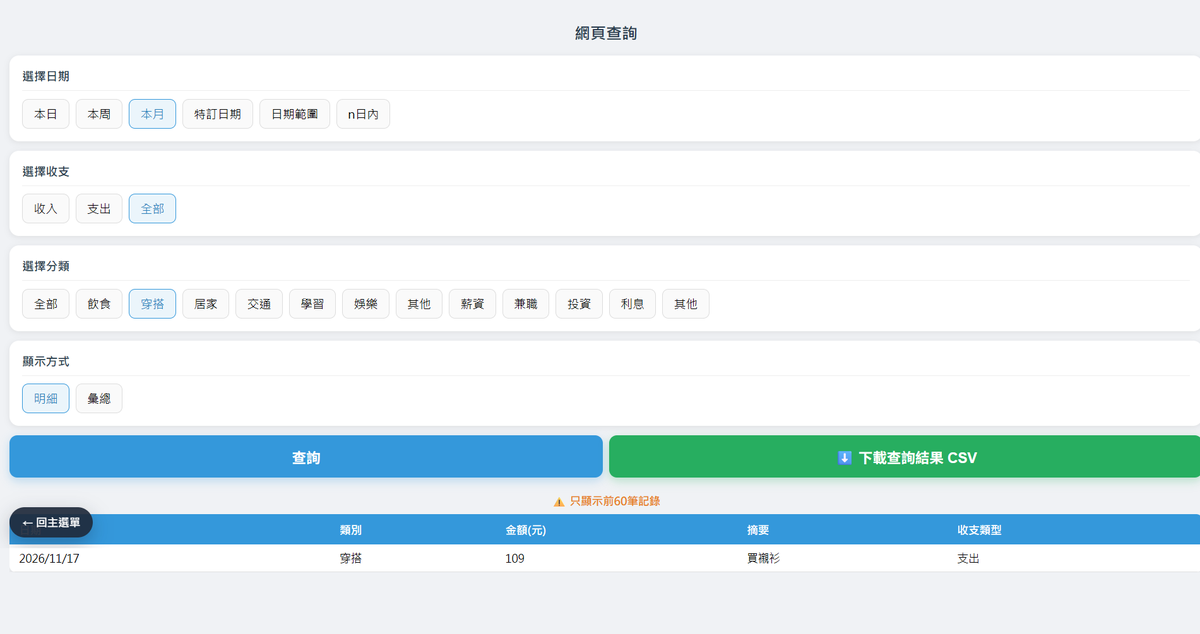 網頁查詢
選擇日期
本日 本周 本月 特訂日期 日期範圍 n日內
選擇收支
收入 支出 全部
選擇分類
全部 飲食 穿搭 居家 交通 學習 娛樂 其他 薪資 兼職 投資 利息 其他
顯示方式
明細 彙總
查詢 ⬇️ 下載查詢結果 CSV
⚠️ 只顯示前60筆記錄
←回主選單 類別 金額(元) 摘要 收支類型
2026/11/17 穿搭 109 買襯衫 支出